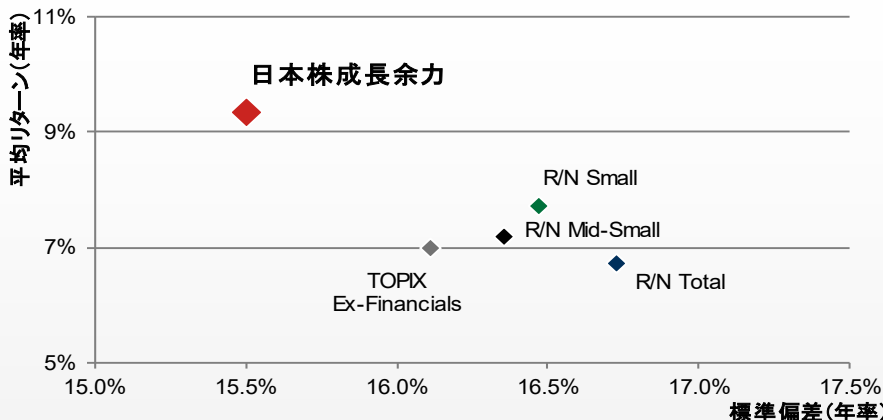 平均リターン(年率)
11%
9%
7%
5%
日本株成長余力
R/N Small
R/N Mid-Small
TOPIX
Ex-Financials
R/N Total
15.0%
15.5%
16.0%
16.5%
17.0%
17.5%
標準偏差(年率)